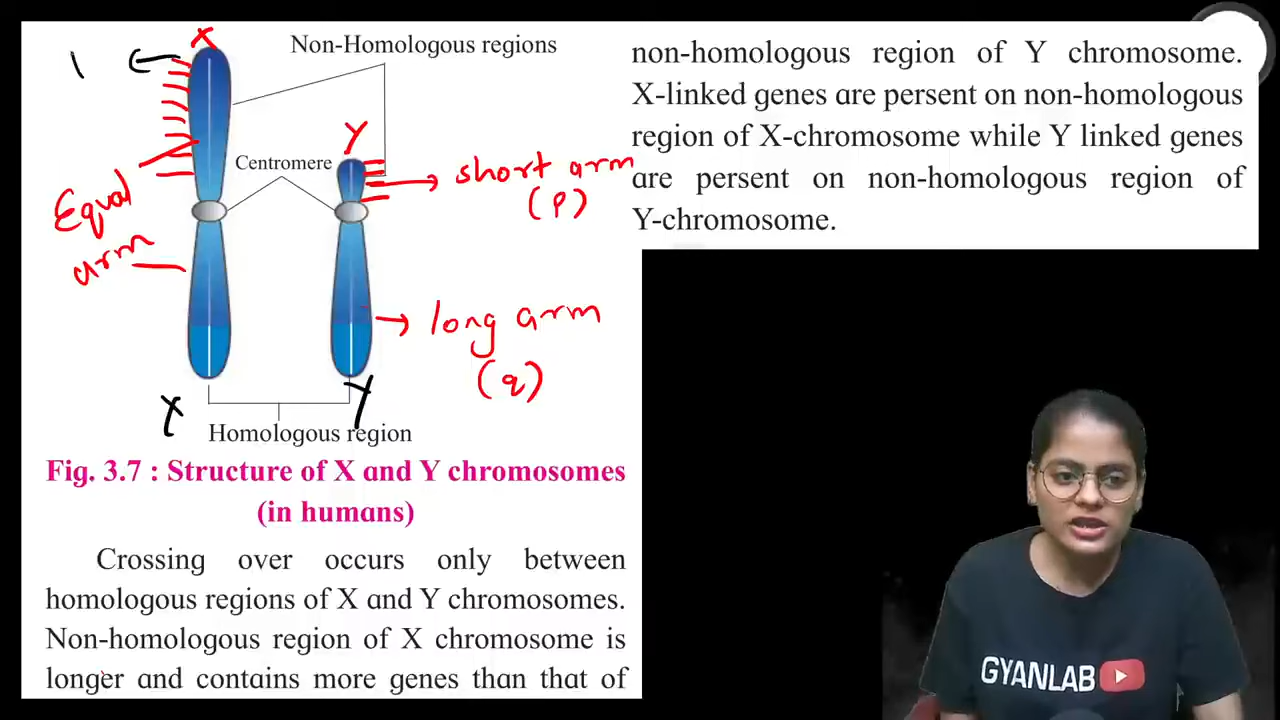 X
Non-Homologous regions
1
Y
Centromere
short arm
(p)
Equal
arm
long arm
(q)
X
Y
Homologous region
Fig. 3.7 : Structure of X and Y chromosomes
(in humans)
Crossing over occurs only between
homologous regions of X and Y chromosomes.
Non-homologous region of X chromosome is
longer and contains more genes than that of
non-homologous region of Y chromosome.
X-linked genes are persent on non-homologous
region of X-chromosome while Y linked genes
are persent on non-homologous region of
Y-chromosome.
GYANLAB